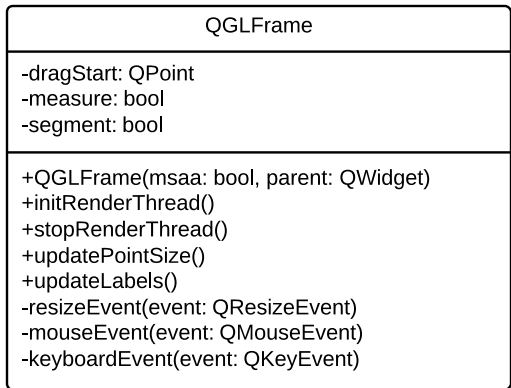 QGLFrame
-dragStart: QPoint
-measure: bool
-segment: bool
+QGLFrame(msaa: bool, parent: QWidget)
+initRenderThread()
+stopRenderThread()
+updatePointSize()
+updateLabels()
-resizeEvent(event: QResizeEvent)
-mouseEvent(event: QMouseEvent)
-keyboardEvent(event: QKeyEvent)